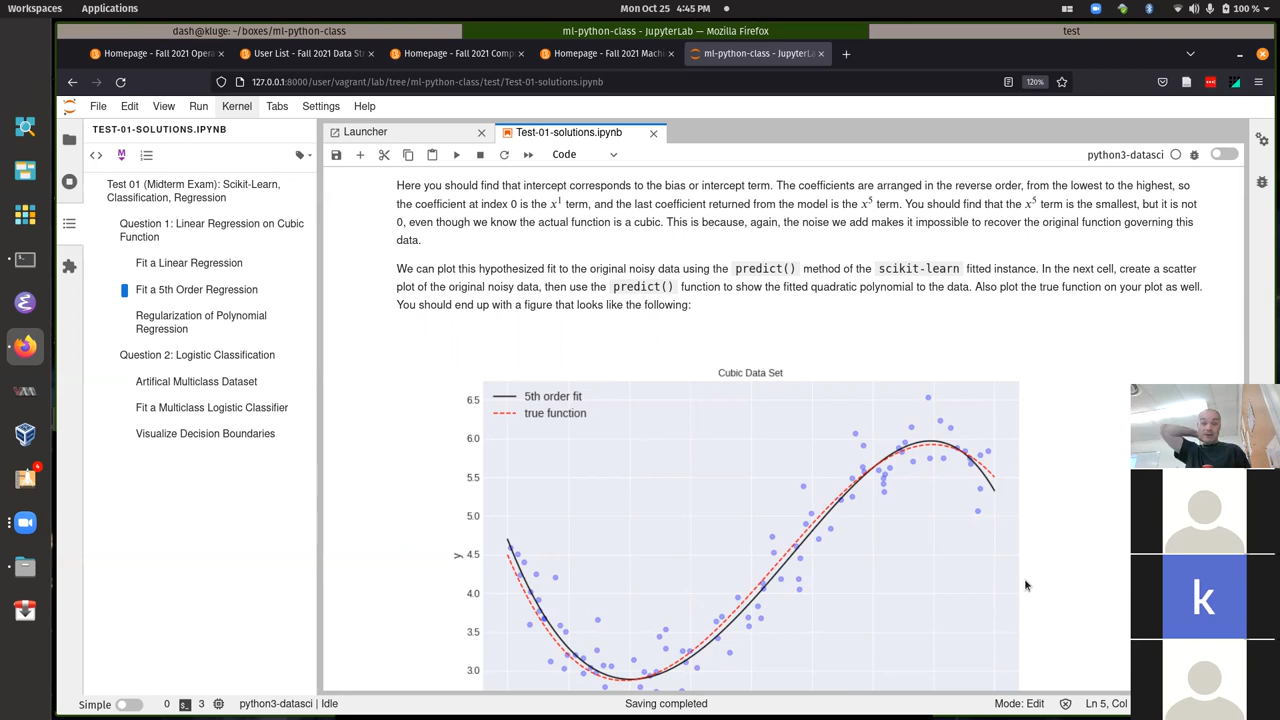 Workspaces
Applications
Mon Oct 25 4:45 PM
100 %
dash@kluge: ~/boxes/ml-python-class
ml-python-class - JupyterLab — Mozilla Firefox
test
Homepage - Fall 2021 Opera
User List - Fall 2021 Data St
Homepage - Fall 2021 Comp
Homepage - Fall 2021 Machi
ml-python-class - JupyterLab
127.0.0.1:8000/user/vagrant/lab/tree/ml-python-class/test/Test-01-solutions.ipynb
120%
File Edit View Run Kernel Tabs Settings Help
TEST-01-SOLUTIONS.IPYNB
Launcher
Test-01-solutions.ipynb
Code
python3-datasci
Test 01 (Midterm Exam): Scikit-Learn,
Classification, Regression
Question 1: Linear Regression on Cubic
Function
Fit a Linear Regression
Fit a 5th Order Regression
Regularization of Polynomial
Regression
Question 2: Logistic Classification
Artifical Multiclass Dataset
Fit a Multiclass Logistic Classifier
Visualize Decision Boundaries
Here you should find that intercept corresponds to the bias or intercept term. The coefficients are arranged in the reverse order, from the lowest to the highest, so
the coefficient at index 0 is the x¹ term, and the last coefficient returned from the model is the x⁵ term. You should find that the x⁵ term is the smallest, but it is not
0, even though we know the actual function is a cubic. This is because, again, the noise we add makes it impossible to recover the original function governing this
data.
We can plot this hypothesized fit to the original noisy data using the predict() method of the scikit-learn fitted instance. In the next cell, create a scatter
plot of the original noisy data, then use the predict() function to show the fitted quadratic polynomial to the data. Also plot the true function on your plot as well.
You should end up with a figure that looks like the following:
Cubic Data Set
5th order fit
true function
6.5
6.0
5.5
5.0
4.5
4.0
3.5
3.0
y
k
Simple
0
3
python3-datasci | Idle
Saving completed
Mode: Edit
Ln 5, Col